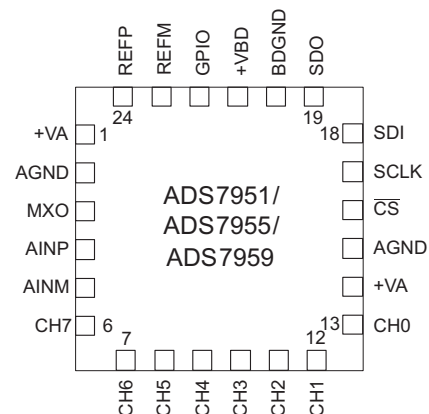 REFP
REFM
GPIO
+VBD
BDGND
SDO
24
19
+VA
1
18
SDI
AGND
SCLK
MXO
CS
AINP
AGND
AINM
+VA
CH7
6
13
CH0
ADS7951/
ADS7955/
ADS7959
7
12
CH6
CH5
CH4
CH3
CH2
CH1